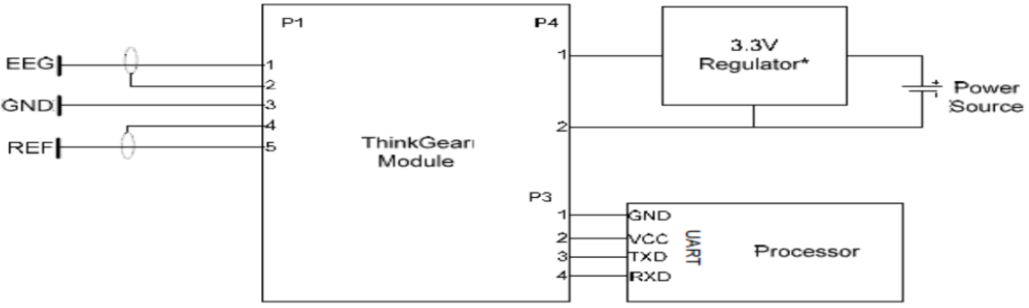 P1
P4
EEG
GND
REF
1
2
3
4
5
ThinkGear
Module
1
2
3.3V
Regulator*
+
-
Power
Source
P3
1
2
3
4
GND
VCC
TXD
RXD
UART
Processor